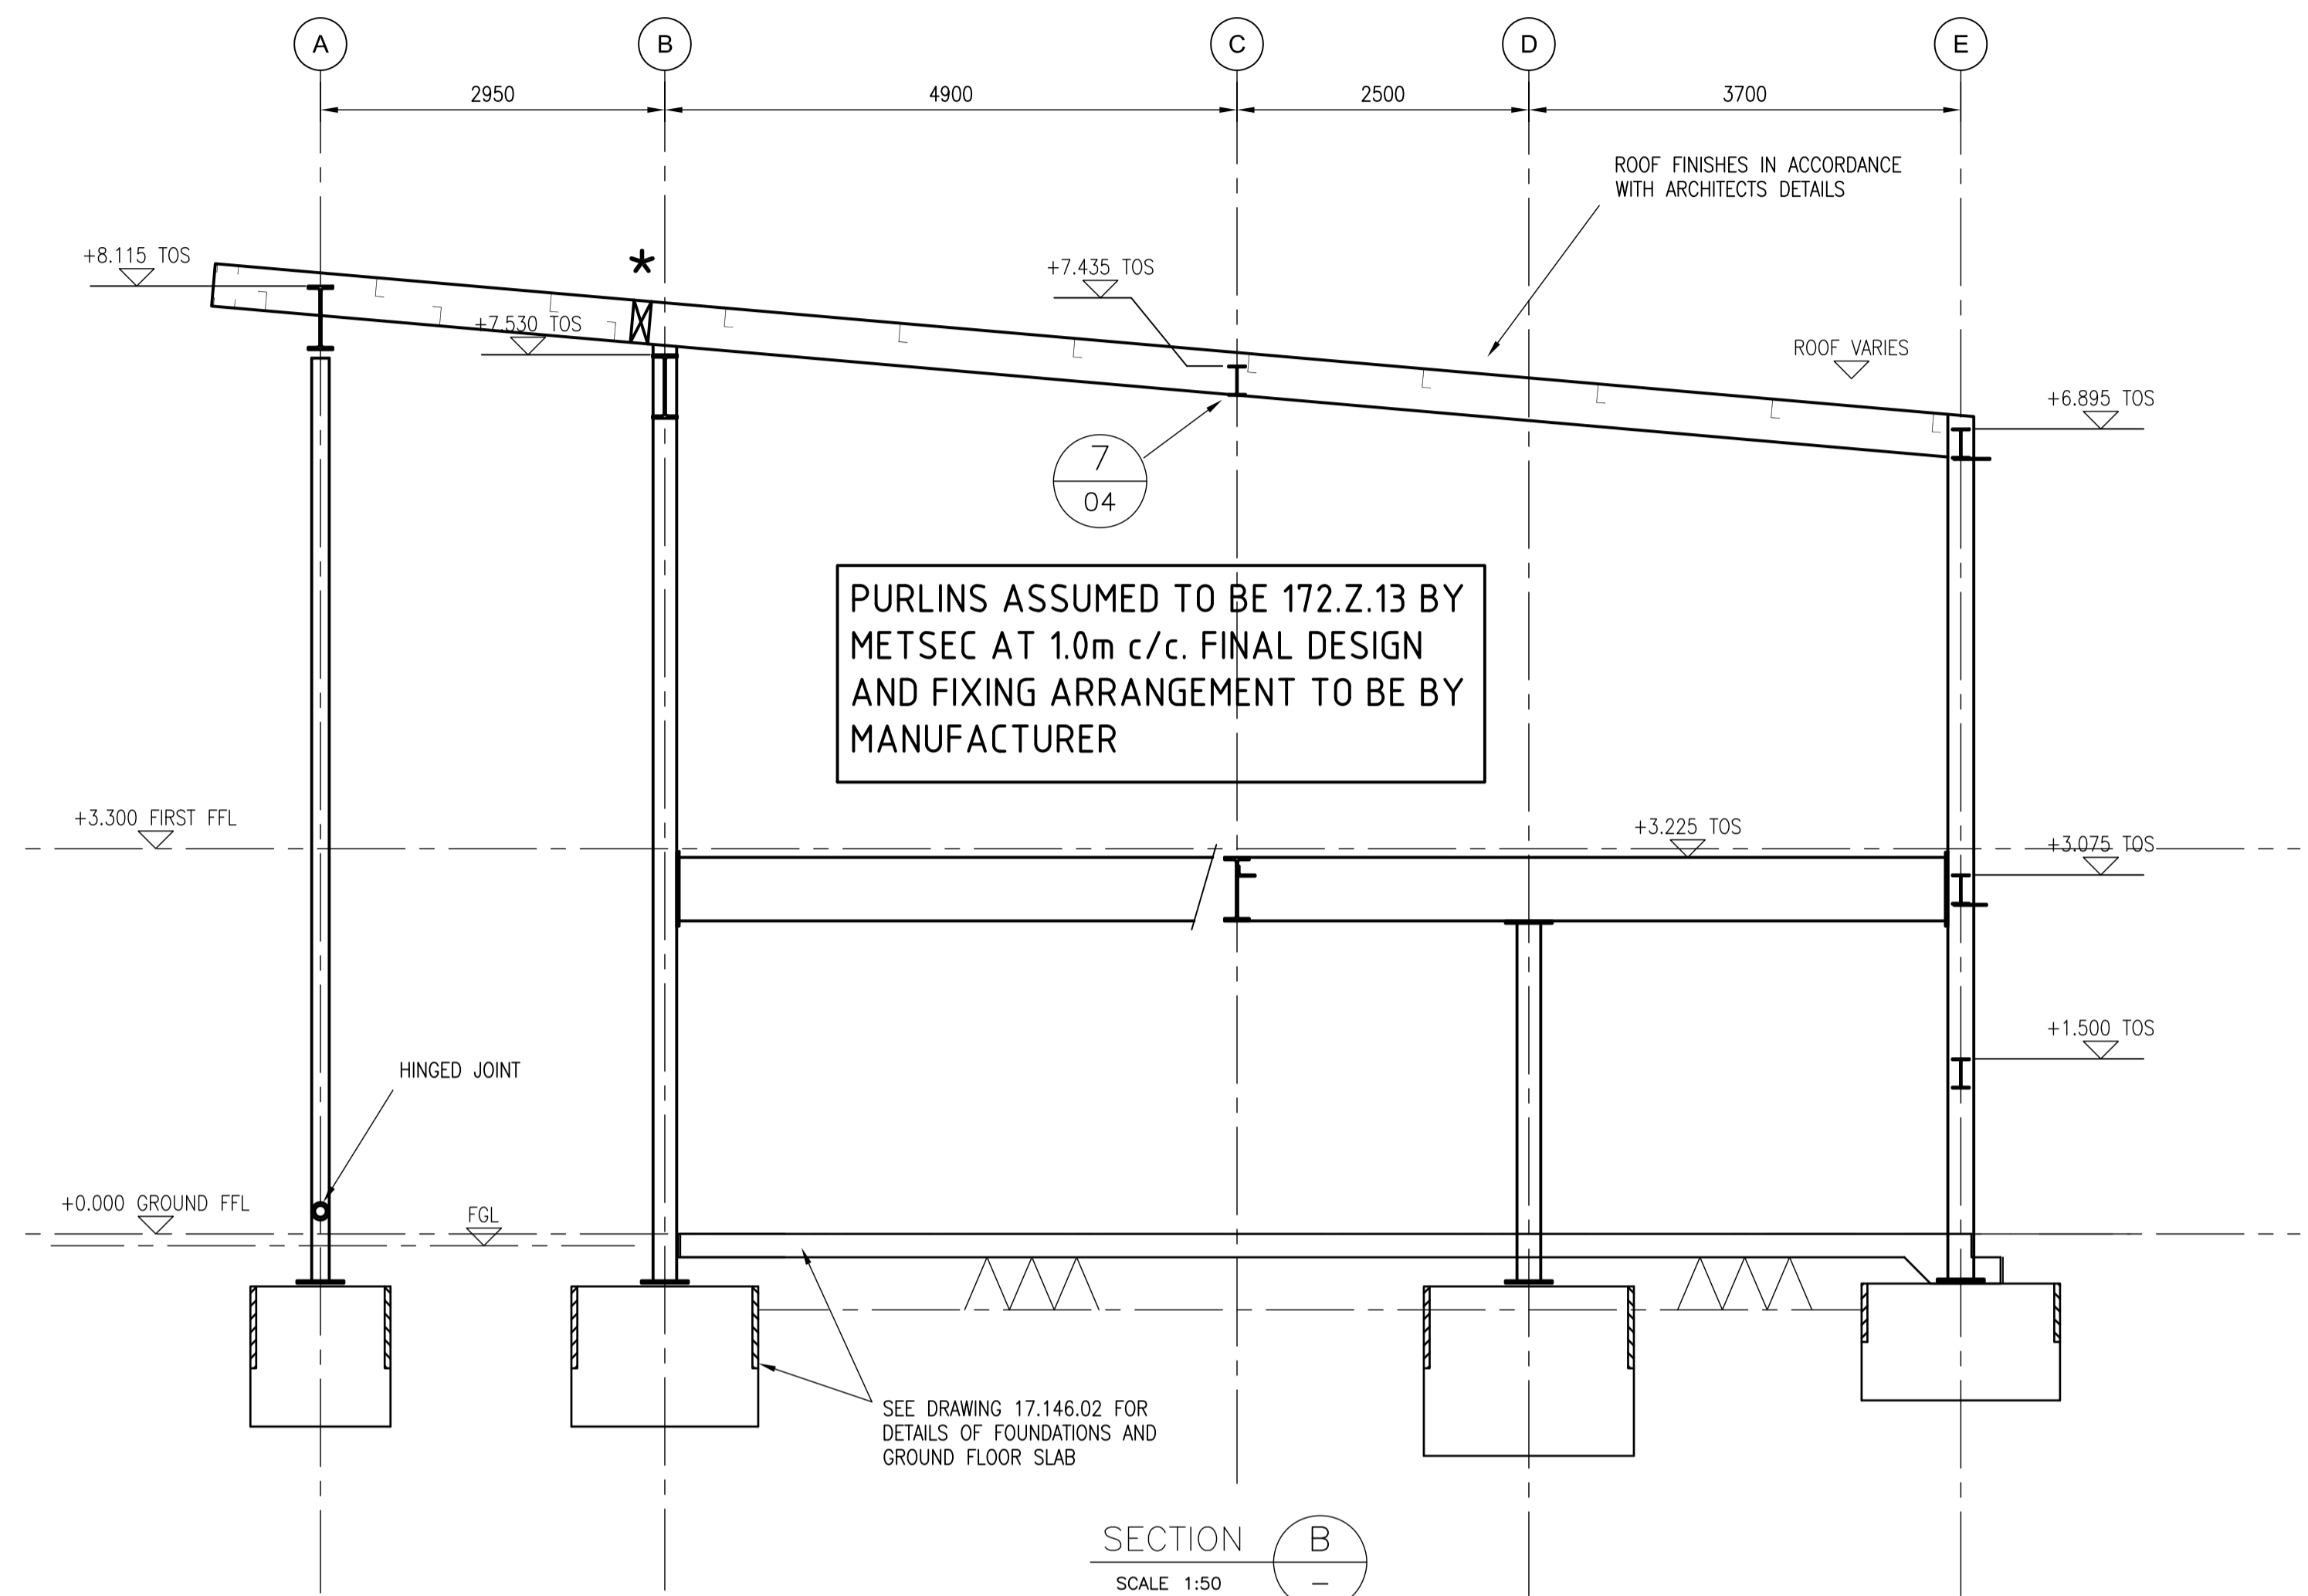 A
B
C
D
E
2950
4900
2500
3700
ROOF FINISHES IN ACCORDANCE
WITH ARCHITECTS DETAILS
+8.115 TOS
*
+7.530 TOS
+7.435 TOS
ROOF VARIES
+6.895 TOS
7
04
PURLINS ASSUMED TO BE 172.Z.13 BY
METSEC AT 1.0m c/c. FINAL DESIGN
AND FIXING ARRANGEMENT TO BE BY
MANUFACTURER
+3.300 FIRST FFL
+3.225 TOS
+3.075 TOS
+1.500 TOS
HINGED JOINT
+0.000 GROUND FFL
FGL
SEE DRAWING 17.146.02 FOR
DETAILS OF FOUNDATIONS AND
GROUND FLOOR SLAB
SECTION B
SCALE 1:50 –